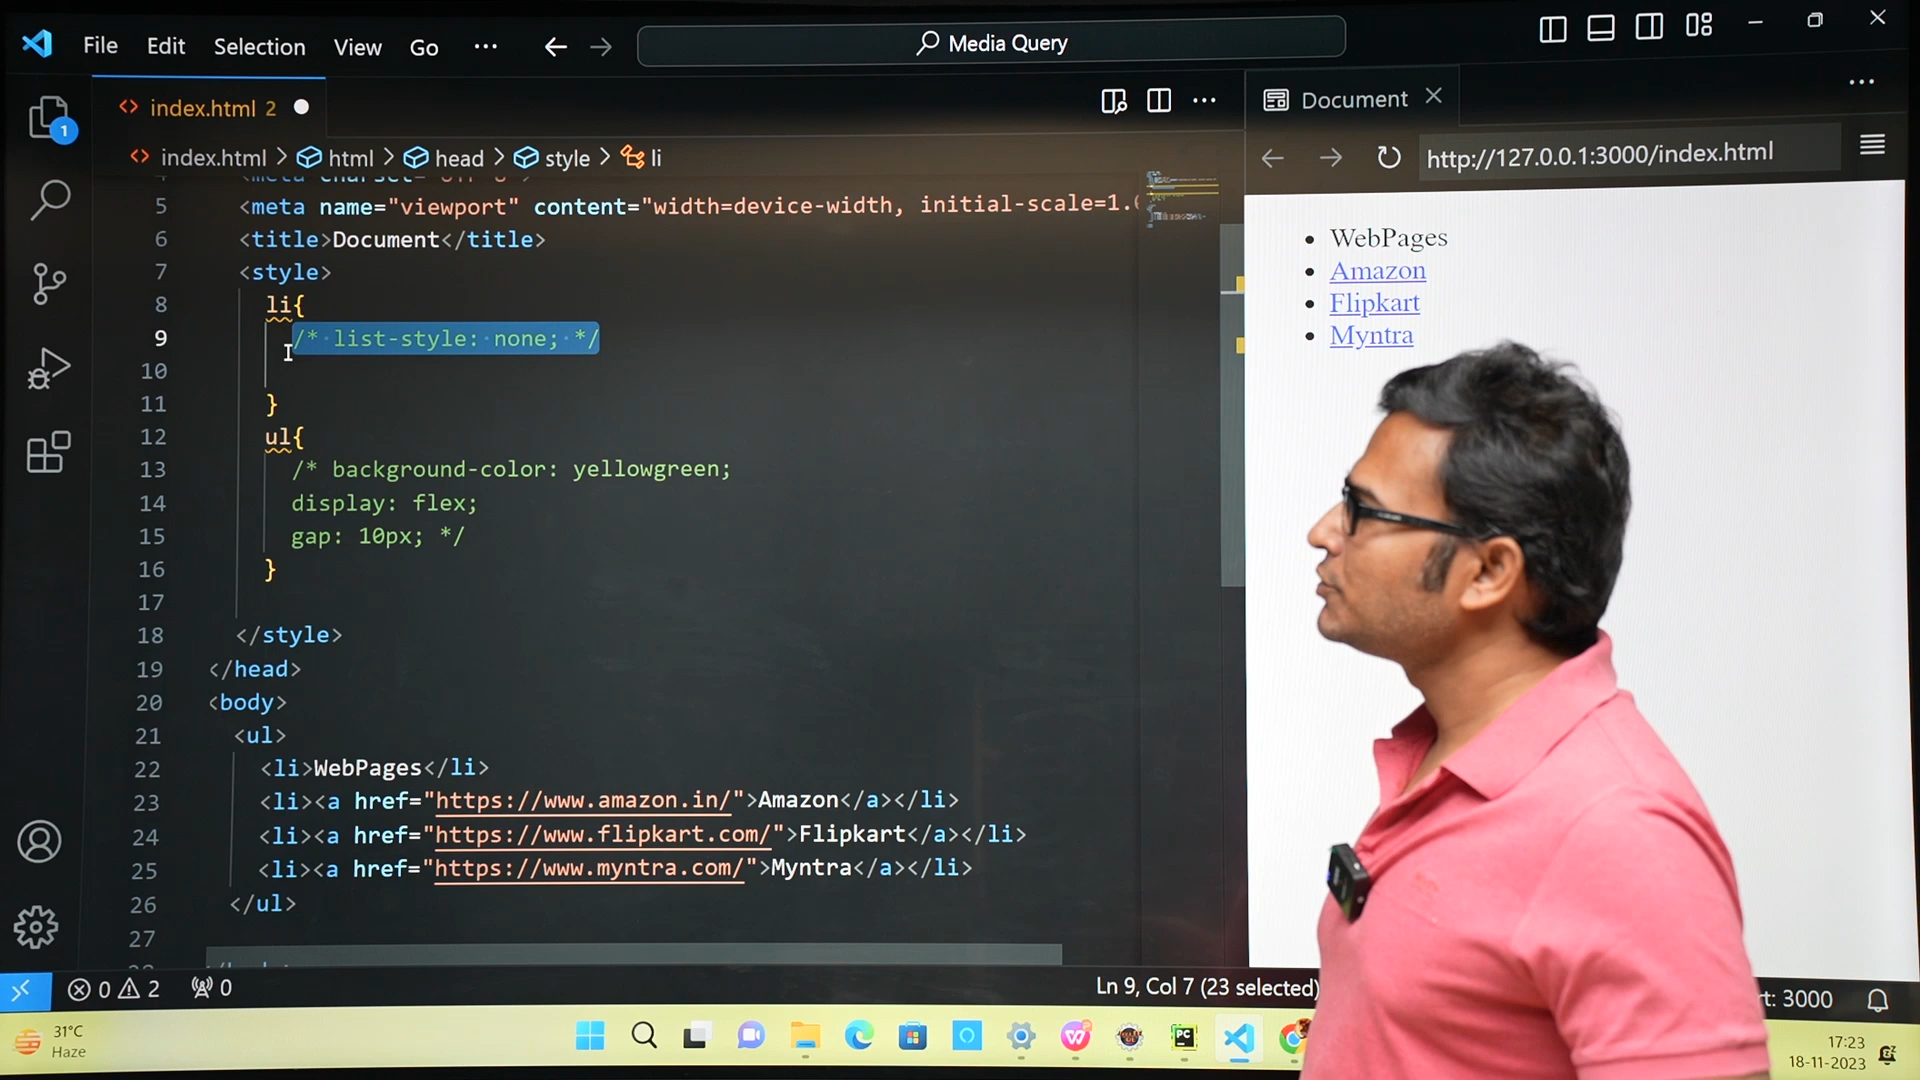 File Edit Selection View Go ··· Media Query
index.html 2
Document
index.html > html > head > style > li
http://127.0.0.1:3000/index.html
1
5 <meta name="viewport" content="width=device-width, initial-scale=1.
6 <title>Document</title>
7 <style>
8 li{
9 /* list-style: none; */
10
11 }
12 ul{
13 /* background-color: yellowgreen;
14 display: flex;
15 gap: 10px; */
16 }
17
18 </style>
19 </head>
20 <body>
21 <ul>
22 <li>WebPages</li>
23 <li><a href="https://www.amazon.in/">Amazon</a></li>
24 <li><a href="https://www.flipkart.com/">Flipkart</a></li>
25 <li><a href="https://www.myntra.com/">Myntra</a></li>
26 </ul>
27
• WebPages
• Amazon
• Flipkart
• Myntra
0 2 0
Ln 9, Col 7 (23 selected)
t: 3000
31°C
Haze
PC
17:23
18-11-2023